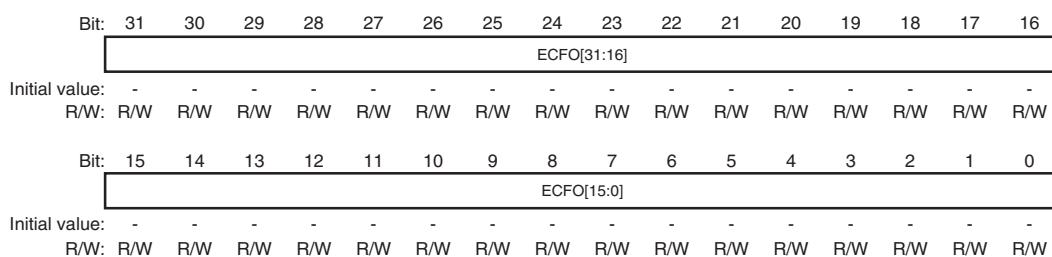 Bit: 31 30 29 28 27 26 25 24 23 22 21 20 19 18 17 16
ECFO[31:16]
Initial value: - - - - - - - - - - - - - - - -
R/W: R/W R/W R/W R/W R/W R/W R/W R/W R/W R/W R/W R/W R/W R/W R/W R/W
Bit: 15 14 13 12 11 10 9 8 7 6 5 4 3 2 1 0
ECFO[15:0]
Initial value: - - - - - - - - - - - - - - - -
R/W: R/W R/W R/W R/W R/W R/W R/W R/W R/W R/W R/W R/W R/W R/W R/W R/W